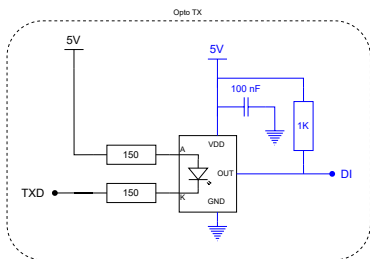 Opto TX
5V
5V
100 nF
1K
VDD
150
A
OUT
DI
TXD
150
K
GND